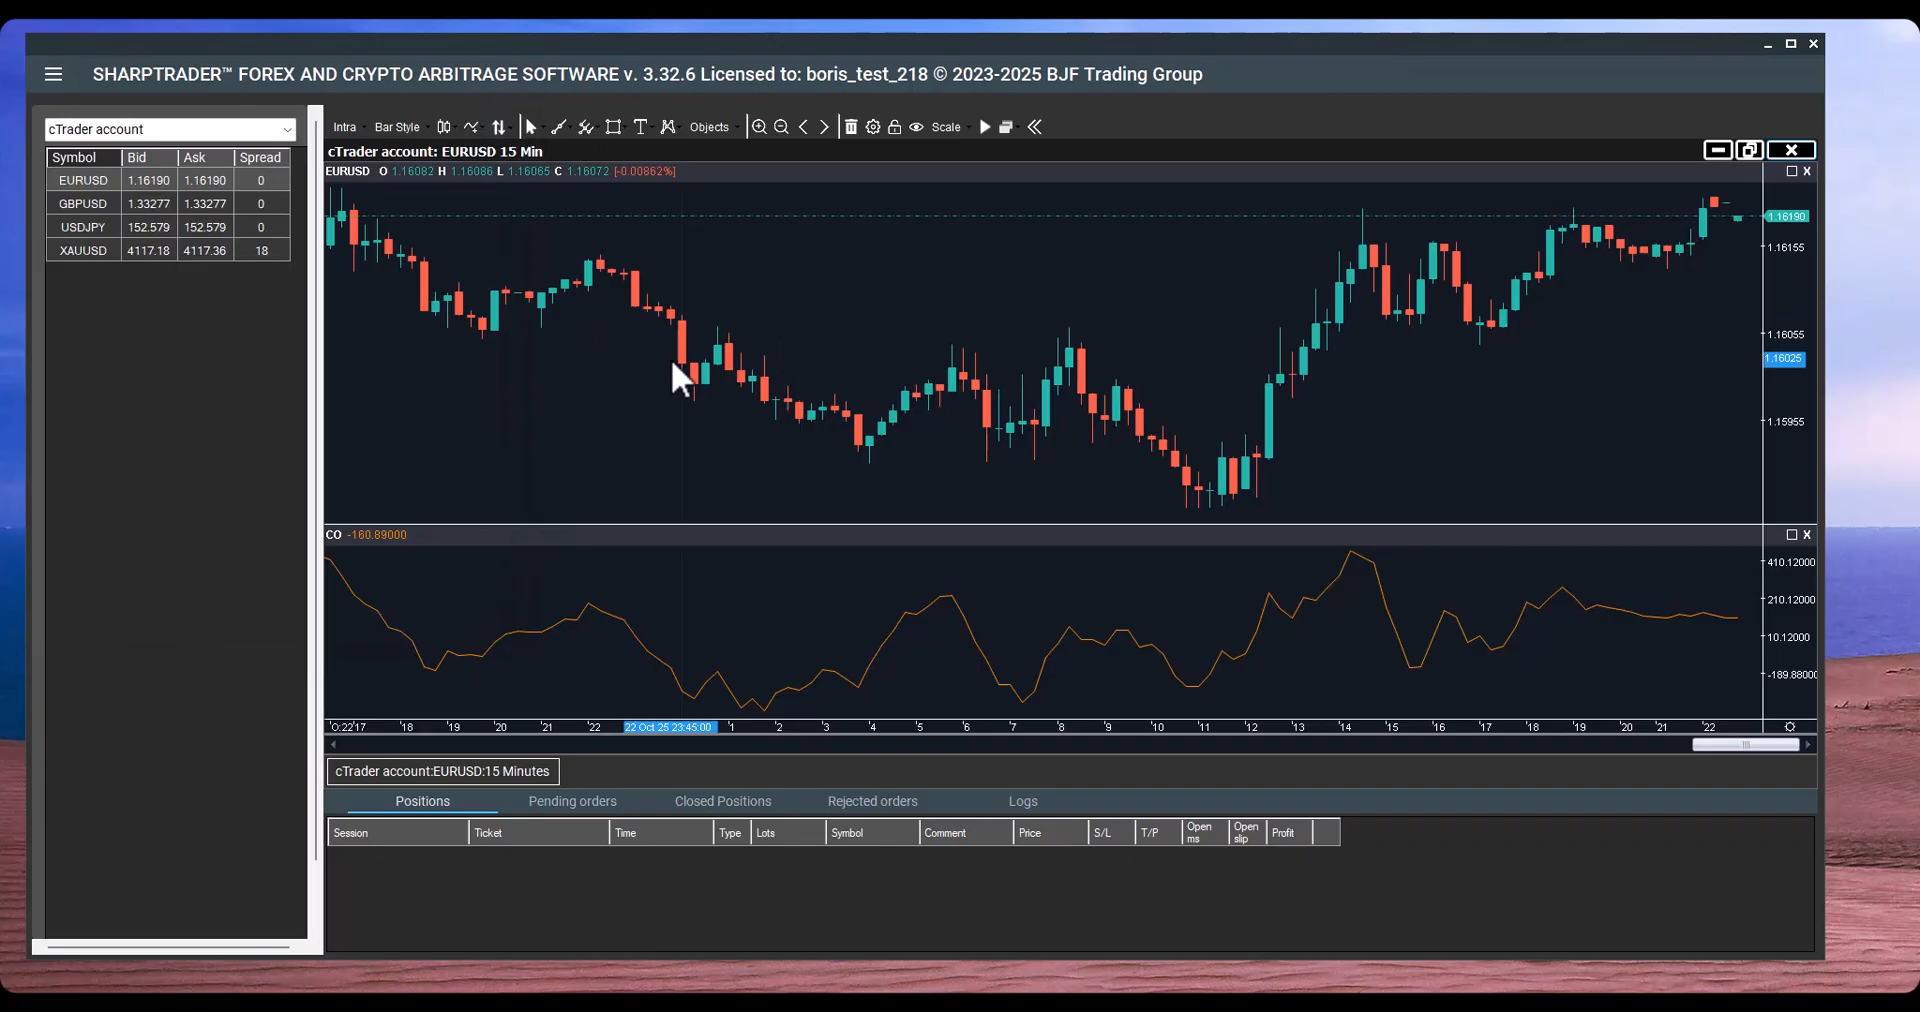 SHARPTRADER™ FOREX AND CRYPTO ARBITRAGE SOFTWARE v. 3.32.6 Licensed to: boris_test_218 © 2023-2025 BJF Trading Group
cTrader account
Symbol Bid Ask Spread
EURUSD 1.16190 1.16190 0
GBPUSD 1.33277 1.33277 0
USDJPY 152.579 152.579 0
XAUUSD 4117.18 4117.36 18
Intra Bar Style Objects Scale
cTrader account: EURUSD 15 Min
EURUSD O 1.16082 H 1.16086 L 1.16065 C 1.16072 [-0.00862%]
1.16190
1.16155
1.16055
1.16025
1.15955
CO -160.89000
410.12000
210.12000
10.12000
-189.88000
O:22'17 '18 '19 '20 '21 '22 22 Oct 25 23:45:00 '1 '2 '3 '4 '5 '6 '7 '8 '9 '10 '11 '12 '13 '14 '15 '16 '17 '18 '19 '20 '21 '22
cTrader account:EURUSD:15 Minutes
Positions Pending orders Closed Positions Rejected orders Logs
Session Ticket Time Type Lots Symbol Comment Price S/L T/P Open ms Open slip Profit